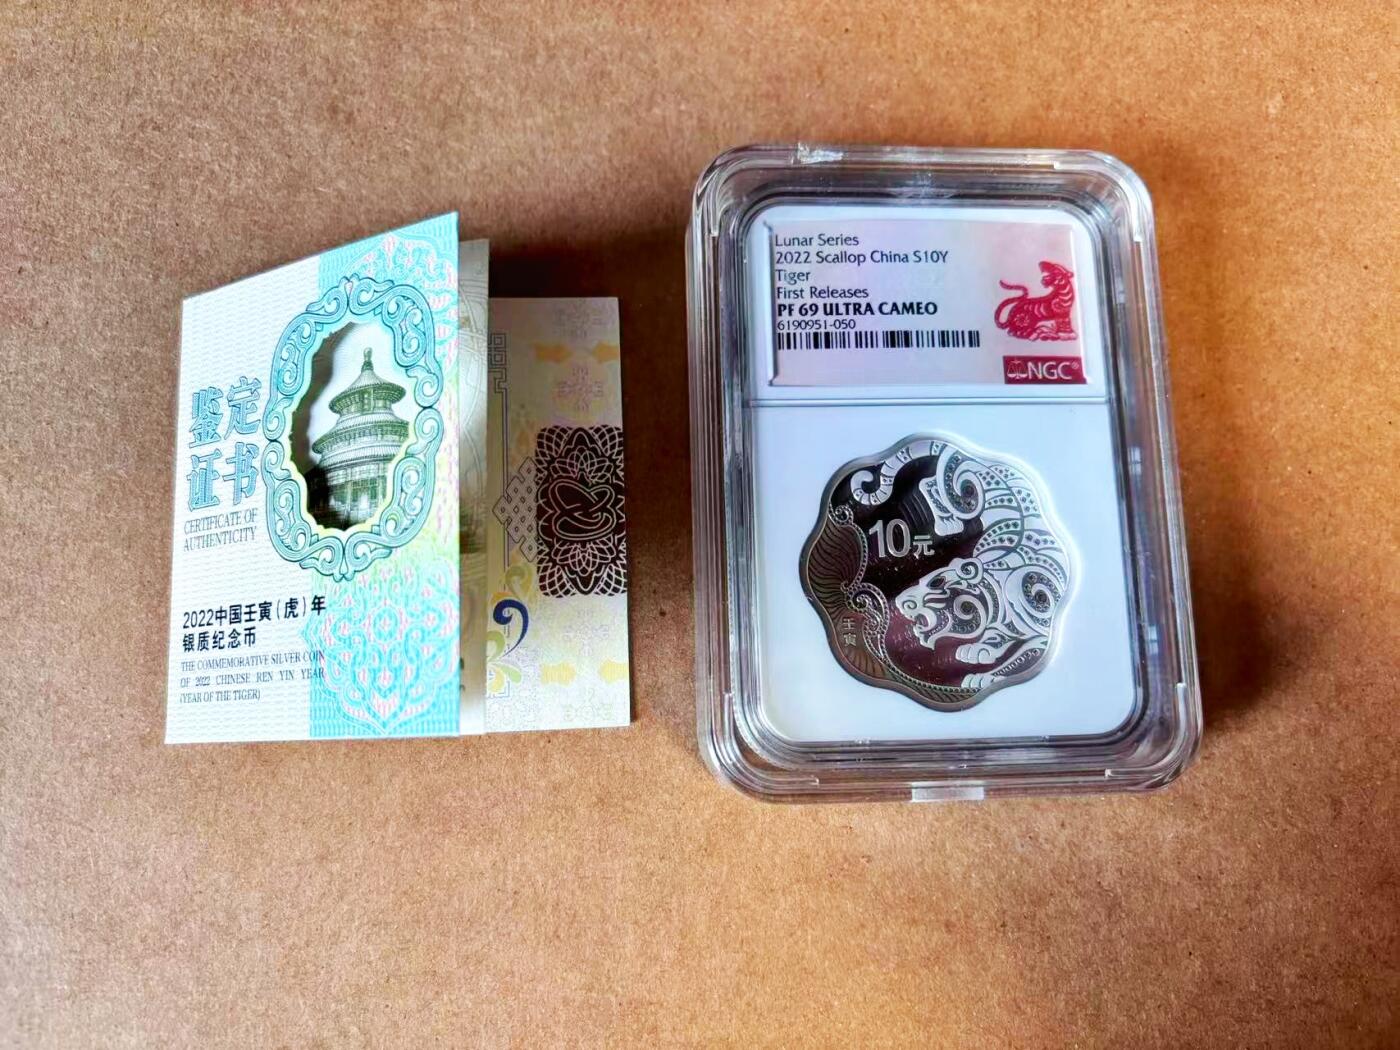 鉴定
证书
CERTIFICATE OF
AUTHENTICITY
2022中国壬寅(虎)年
银质纪念币
THE COMMEMORATIVE SILVER COIN
OF 2022 CHINESE REN YIN YEAR
(YEAR OF THE TIGER)
Lunar Series
2022 Scallop China S10Y
Tiger
First Releases
PF 69 ULTRA CAMEO
6190951-050
NGC®
10元
壬
寅